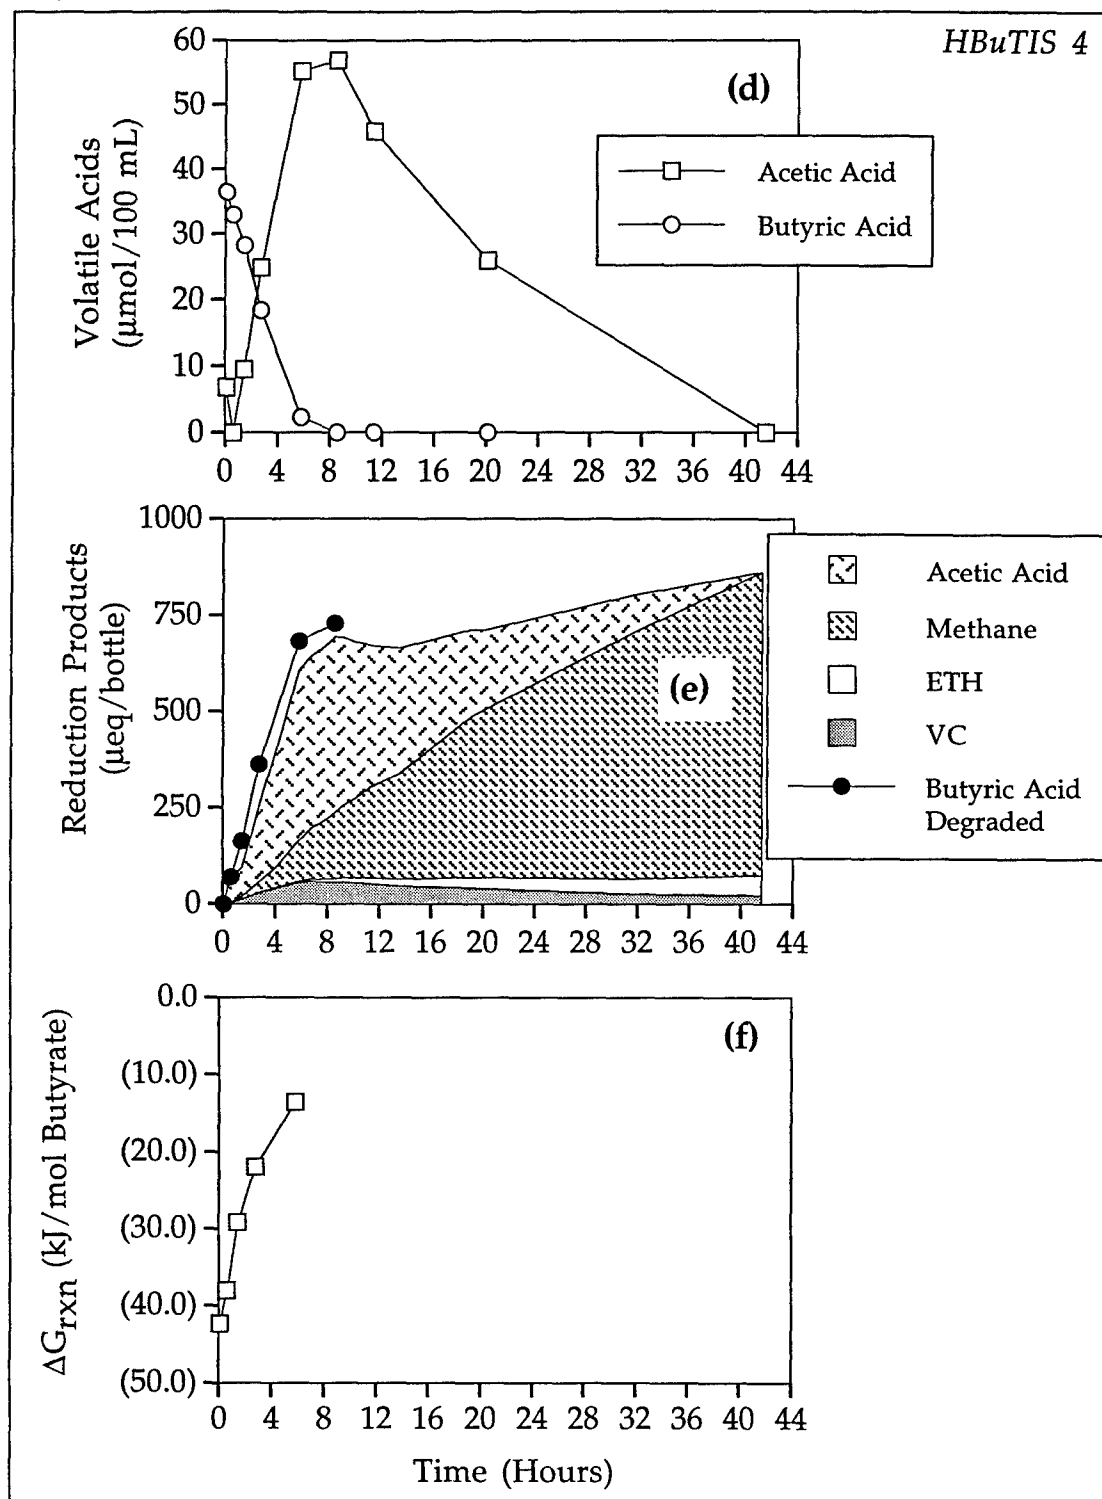 HBuTIS 4
(d)
Volatile Acids
(µmol/100 mL)
60
50
40
30
20
10
0
0 4 8 12 16 20 24 28 32 36 40 44
Acetic Acid
Butyric Acid
(e)
Reduction Products
(µeq/bottle)
1000
750
500
250
0
0 4 8 12 16 20 24 28 32 36 40 44
Acetic Acid
Methane
ETH
VC
Butyric Acid
Degraded
(f)
ΔGrxn (kJ/mol Butyrate)
0.0
(10.0)
(20.0)
(30.0)
(40.0)
(50.0)
0 4 8 12 16 20 24 28 32 36 40 44
Time (Hours)